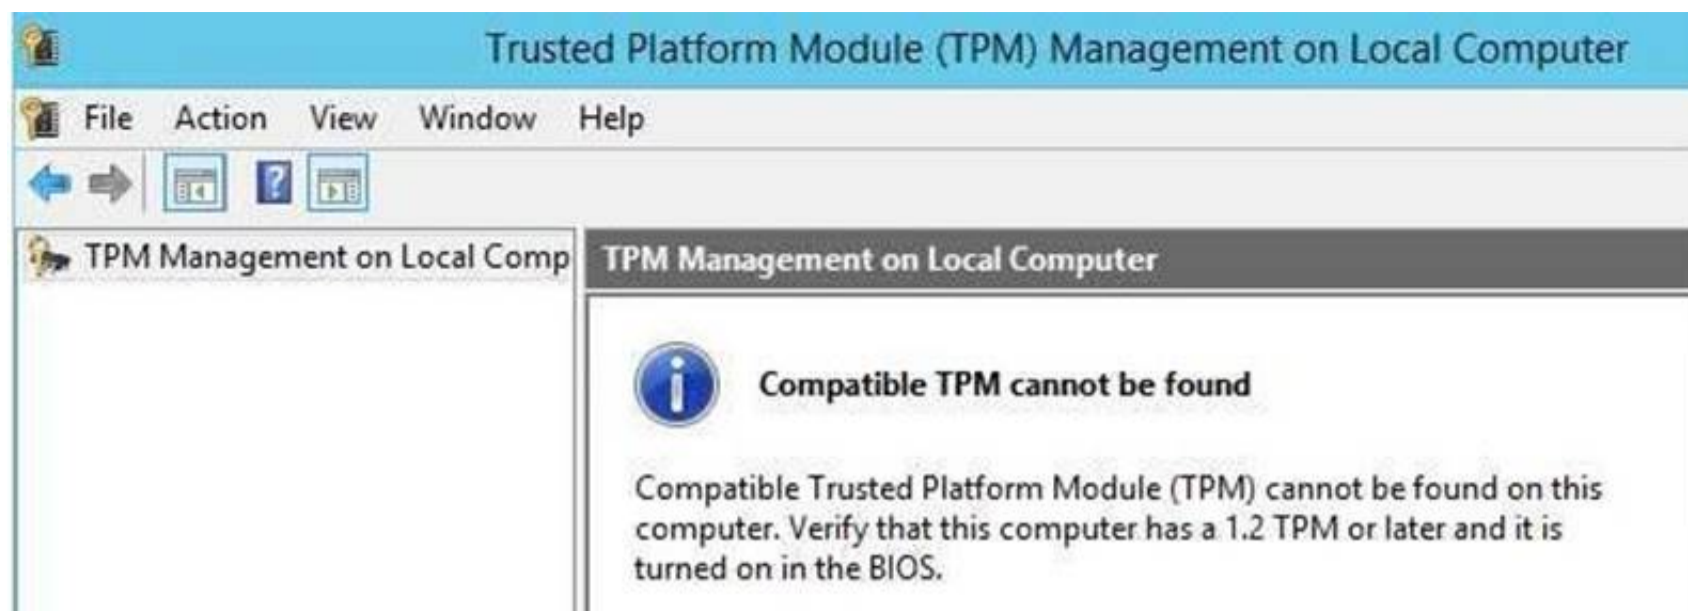 Trusted Platform Module (TPM) Management on Local Computer
File Action View Window Help
TPM Management on Local Comp
TPM Management on Local Computer
Compatible TPM cannot be found
Compatible Trusted Platform Module (TPM) cannot be found on this
computer. Verify that this computer has a 1.2 TPM or later and it is
turned on in the BIOS.